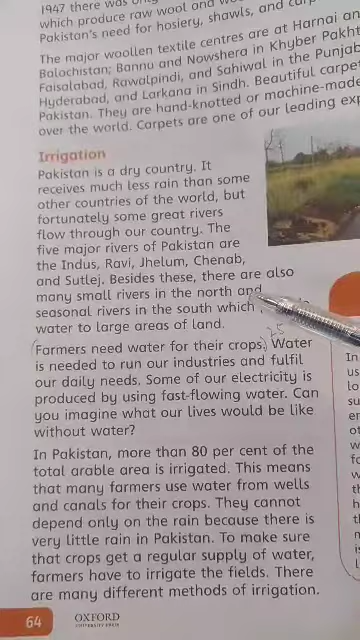 1947 there was only
which produce raw wool and
Pakistan's need for hosiery, shawls, and
The major woollen textile centres are at Harnai an
Balochistan; Bannu and Nowshera in Khyber Pakht
Faisalabad, Rawalpindi, and Sahiwal in the Punjab
Hyderabad, and Larkana in Sindh. Beautiful carpe
Pakistan. They are hand-knotted or machine-made
over the world. Carpets are one of our leading exp
Irrigation
Pakistan is a dry country. It
receives much less rain than some
other countries of the world, but
fortunately some great rivers
flow through our country. The
five major rivers of Pakistan are
the Indus, Ravi, Jhelum, Chenab,
and Sutlej. Besides these, there are also
many small rivers in the north and
seasonal rivers in the south which
water to large areas of land.
Farmers need water for their crops. Water
is needed to run our industries and fulfil
our daily needs. Some of our electricity is
produced by using fast-flowing water. Can
you imagine what our lives would be like
without water?
In Pakistan, more than 80 per cent of the
total arable area is irrigated. This means
that many farmers use water from wells
and canals for their crops. They cannot
depend only on the rain because there is
very little rain in Pakistan. To make sure
that crops get a regular supply of water,
farmers have to irrigate the fields. There
are many different methods of irrigation.
64
OXFORD
UNIVERSITY PRESS
In
us
lo
su